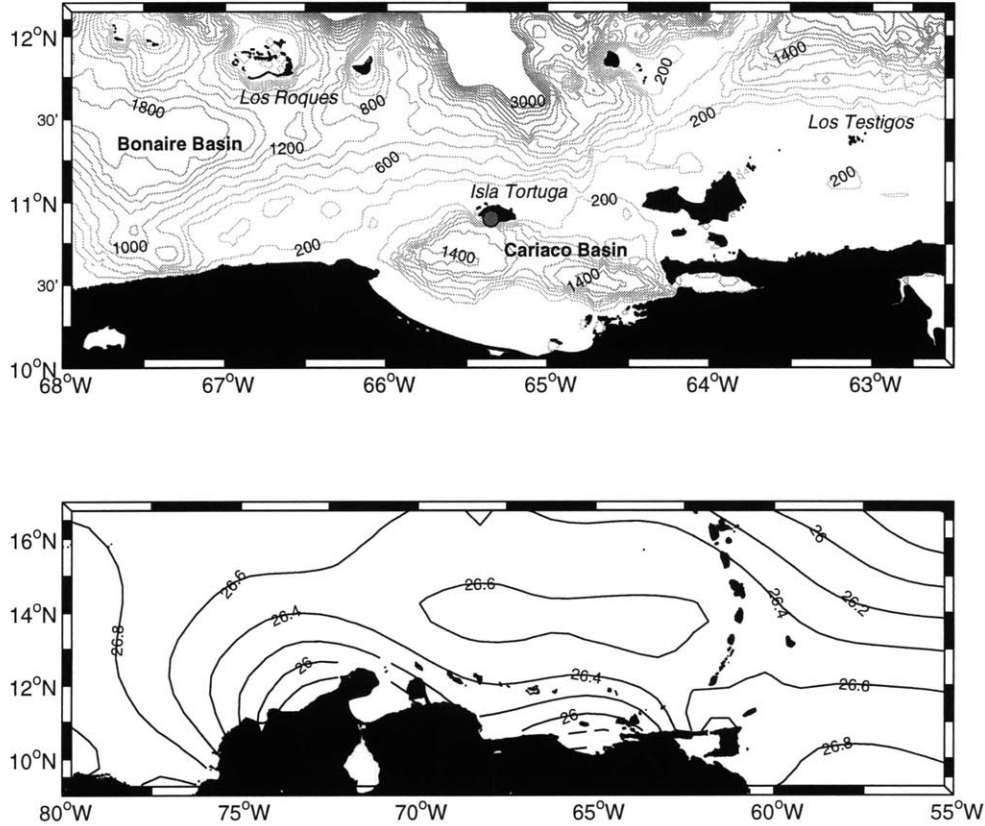 12°N
1400
200
Los Roques
800
3000
1800
200
Los Testigos
30'
Bonaire Basin
1200
600
200
Isla Tortuga
11°N
200
1000
200
1400
Cariaco Basin
1400
30'
10°N
68°W 67°W 66°W 65°W 64°W 63°W
16°N
26
26.6
26.6
26.4
26.2
14°N
26.4
26.8
26
26.4
12°N
26.6
26
26.8
10°N
80°W 75°W 70°W 65°W 60°W 55°W